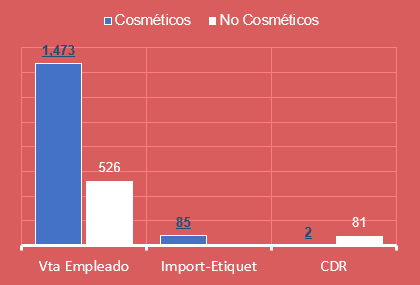 Cosméticos No Cosméticos
1,473
526
85
2 81
Vta Empleado Import-Etiquet CDR